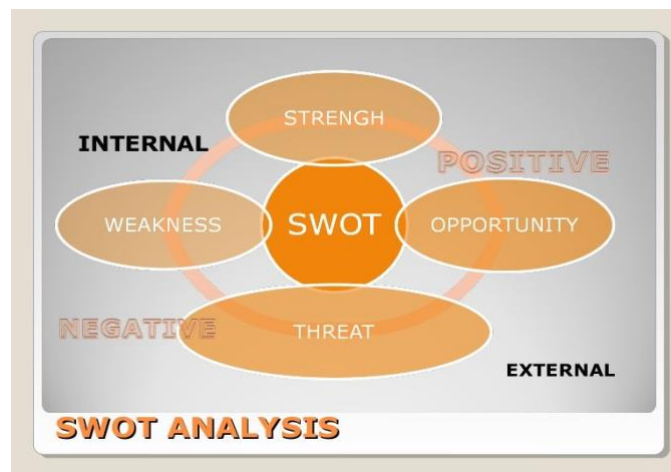 STRENGH
INTERNAL
POSITIVE
WEAKNESS
SWOT
OPPORTUNITY
NEGATIVE
THREAT
EXTERNAL
SWOT ANALYSIS